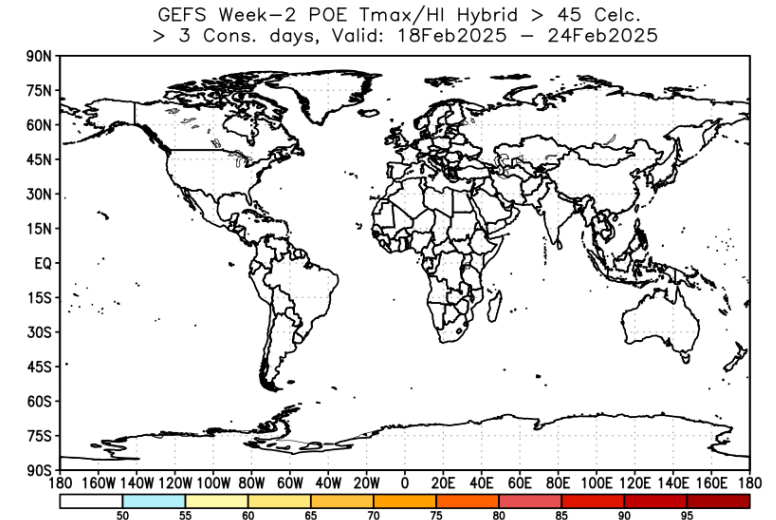 GEFS Week-2 POE Tmax/HI Hybrid > 45 Celc.
> 3 Cons. days, Valid: 18Feb2025 - 24Feb2025
90N
75N
60N
45N
30N
15N
EQ
15S
30S
45S
60S
75S
90S
180 160W 140W 120W 100W 80W 60W 40W 20W 0 20E 40E 60E 80E 100E 120E 140E 160E 180
50 55 60 65 70 75 80 85 90 95